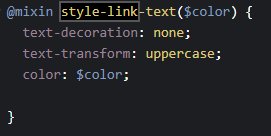 @mixin style-link-text($color) {
text-decoration: none;
text-transform: uppercase;
color: $color;
}